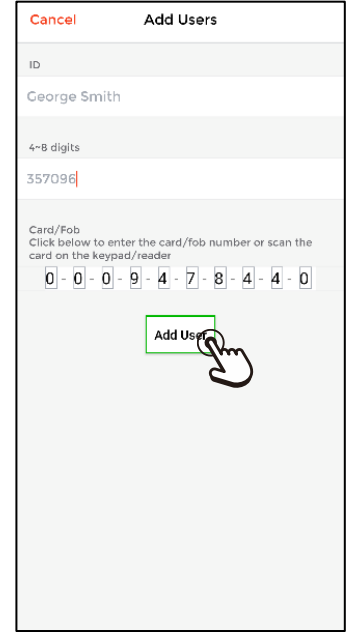 Cancel Add Users
ID
George Smith
4~8 digits
357096
Card/Fob
Click below to enter the card/fob number or scan the
card on the keypad/reader
0 - 0 - 0 - 9 - 4 - 7 - 8 - 4 - 4 - 0
Add User